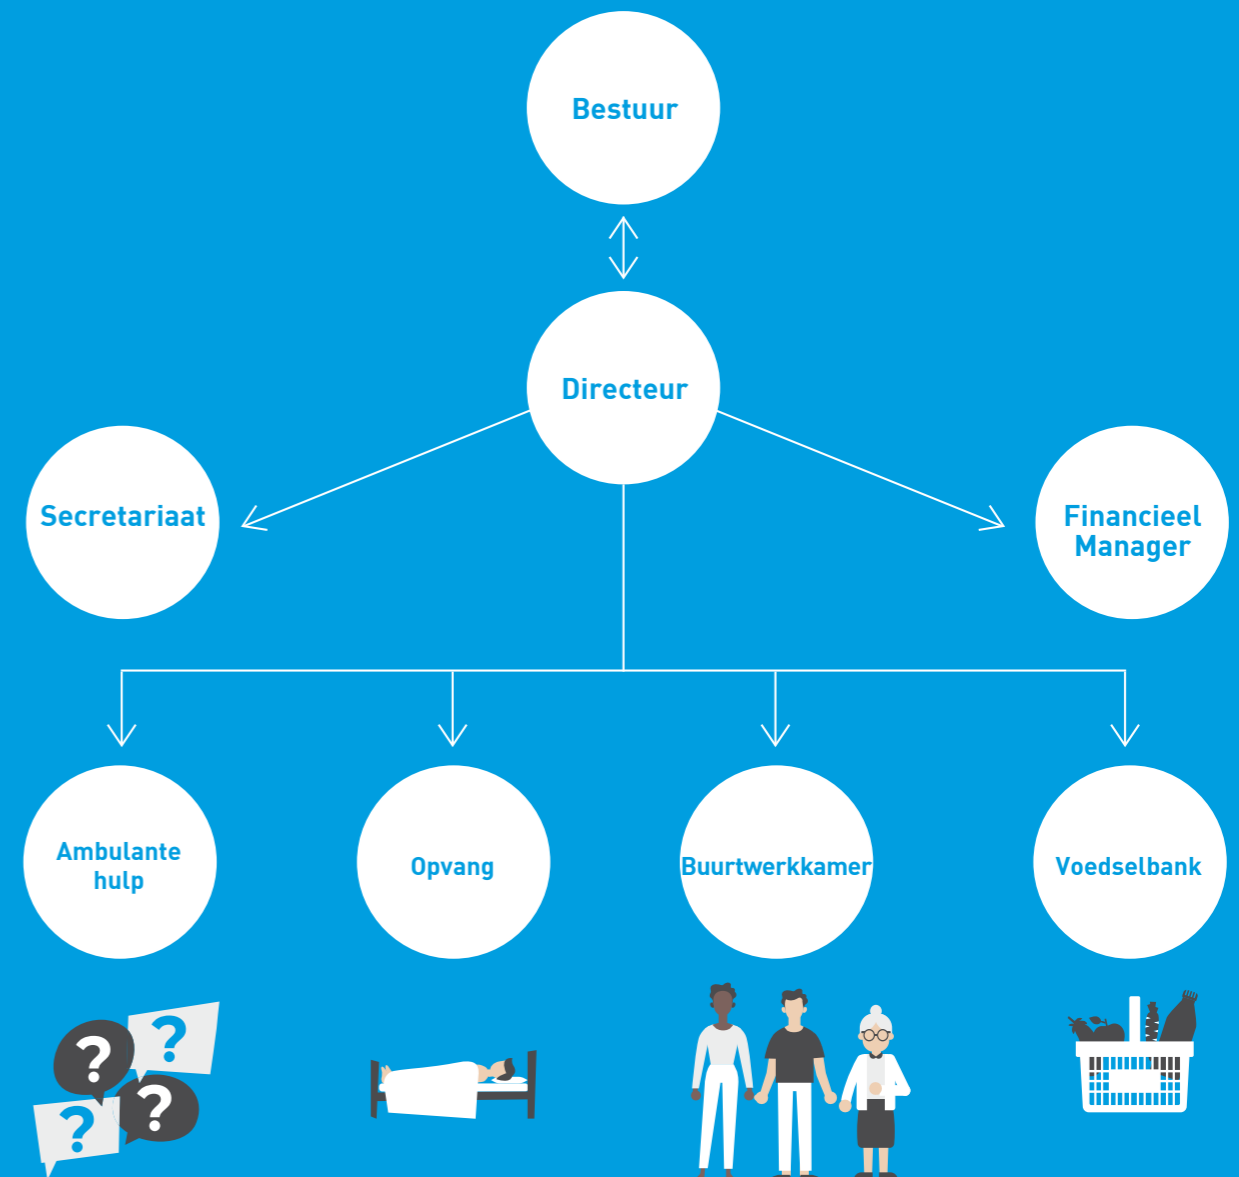 Bestuur
Directeur
Secretariaat
Financieel
Manager
Ambulante
hulp
Opvang
Buurtwerkkamer
Voedselbank
?
?
?
?